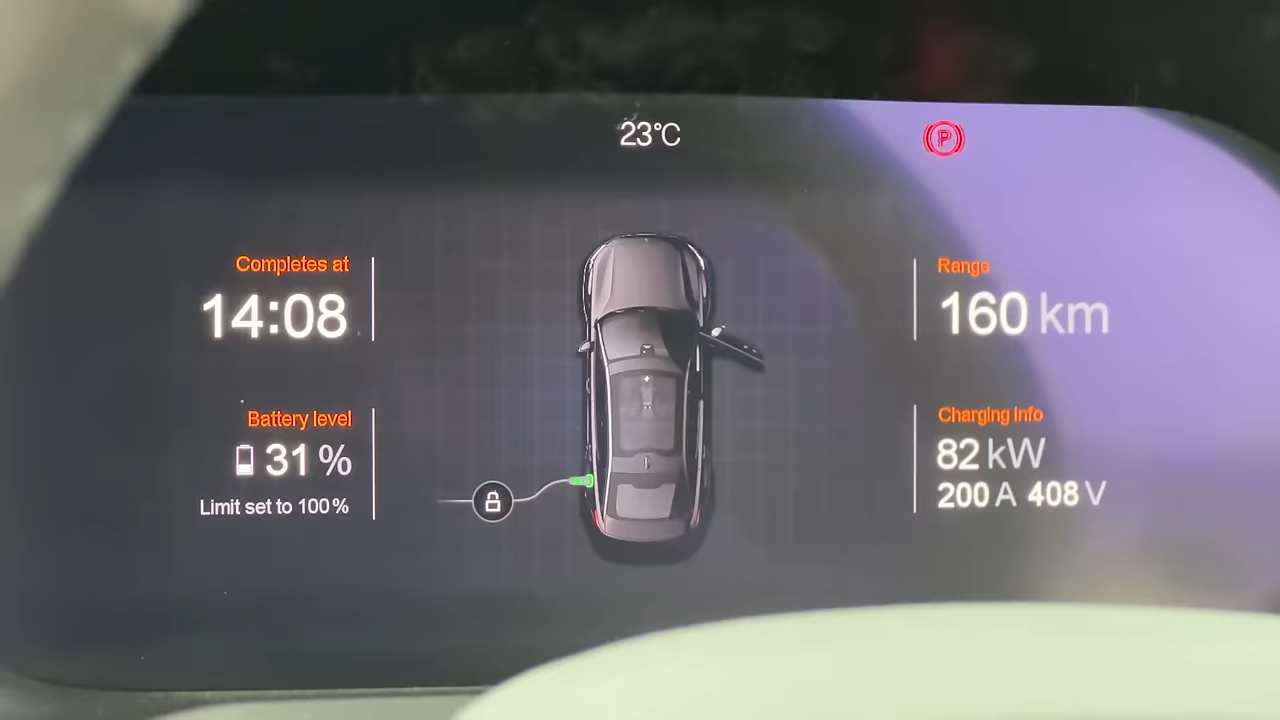 23°C
P
Completes at
14:08
Range
160 km
Battery level
31 %
Limit set to 100 %
Charging info
82 kW
200 A 408 V